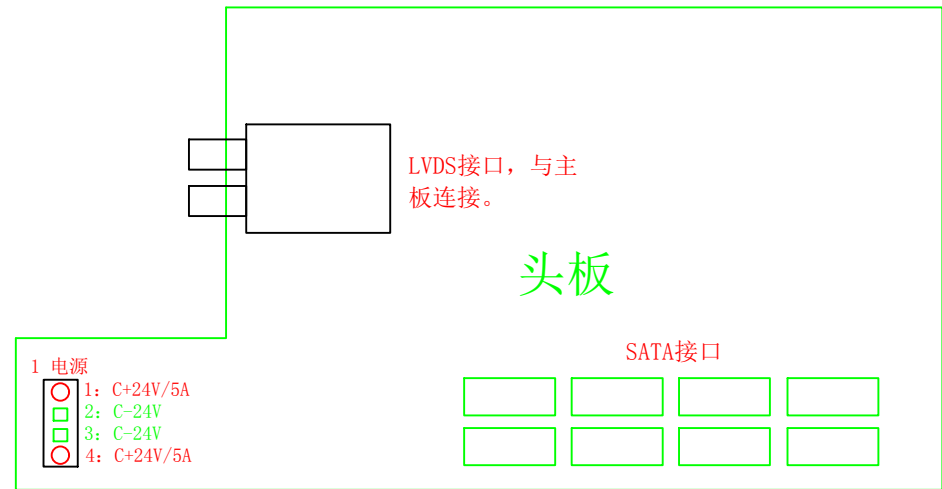 LVDS接口，与主
板连接。
头板
SATA接口
1 电源
1: C+24V/5A
2: C-24V
3: C-24V
4: C+24V/5A